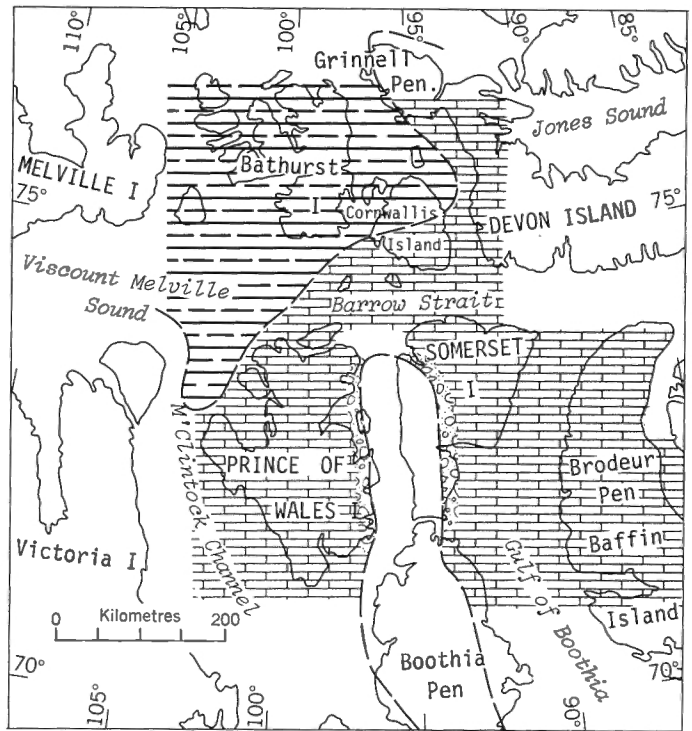 110°
105°
100°
95°
90°
85°
Grinnell
Pen.
Jones Sound
MELVILLE I
75°
Bathurst
I
Cornwallis
Island
DEVON ISLAND
75°
Viscount Melville
Sound
Barrow Strait
SOMERSET
I
M'Clintock Channel
PRINCE OF
WALES I
Brodeur
Pen
Baffin
Island
Victoria I
Gulf of Boothia
Kilometres
0 200
Boothia
Pen
70°
70°
105°
100°
90°